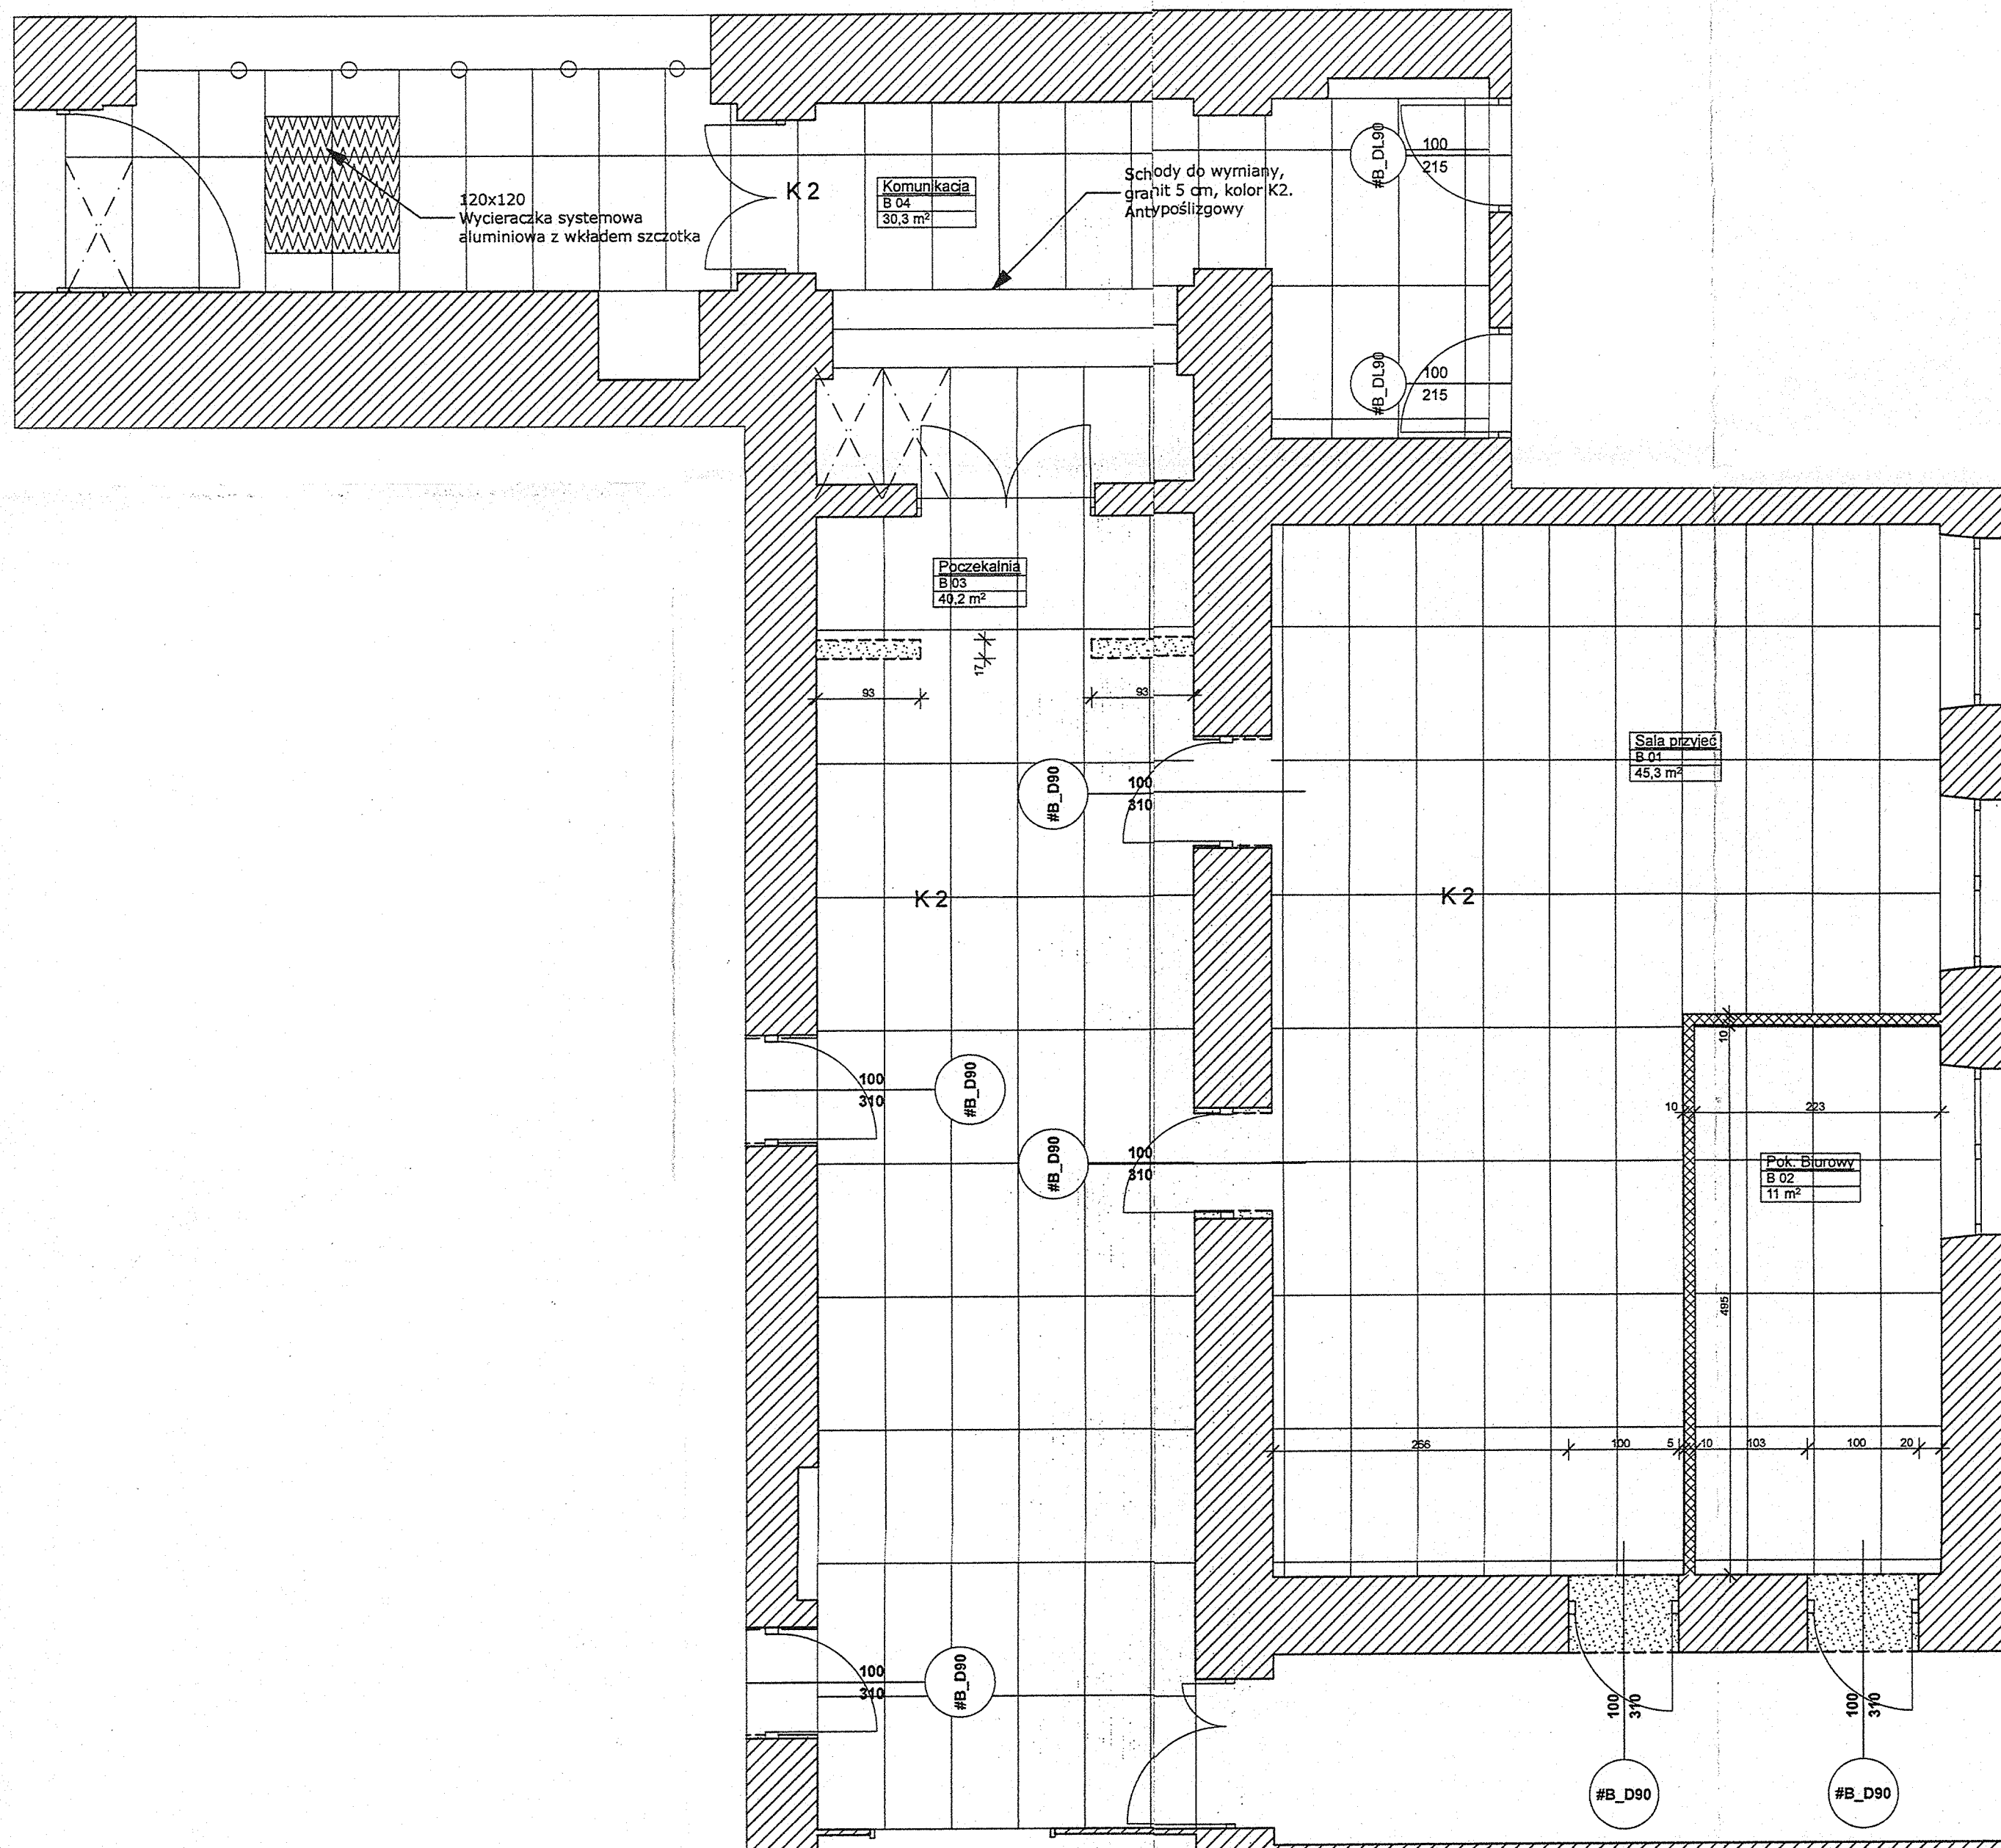 #B_DL90
100
215
120x120
Wycieraczka systemowa
aluminiowa z wkładem szczotka
K 2
Komunikacja
B 04
30,3 m²
Schody do wymiany,
granit 5 cm, kolor K2.
Antypoślizgowy
#B_DL90
100
215
Poczekalnia
B 03
40,2 m²
17
93
93
Sala przyjeć
B 01
45,3 m²
#B_D90
100
310
K 2
K 2
10
100
310
#B_D90
10
223
#B_D90
100
310
Pok. Biurowy
B 02
11 m²
495
266
100
5
10
103
100
20
100
310
#B_D90
100
310
100
310
#B_D90
#B_D90